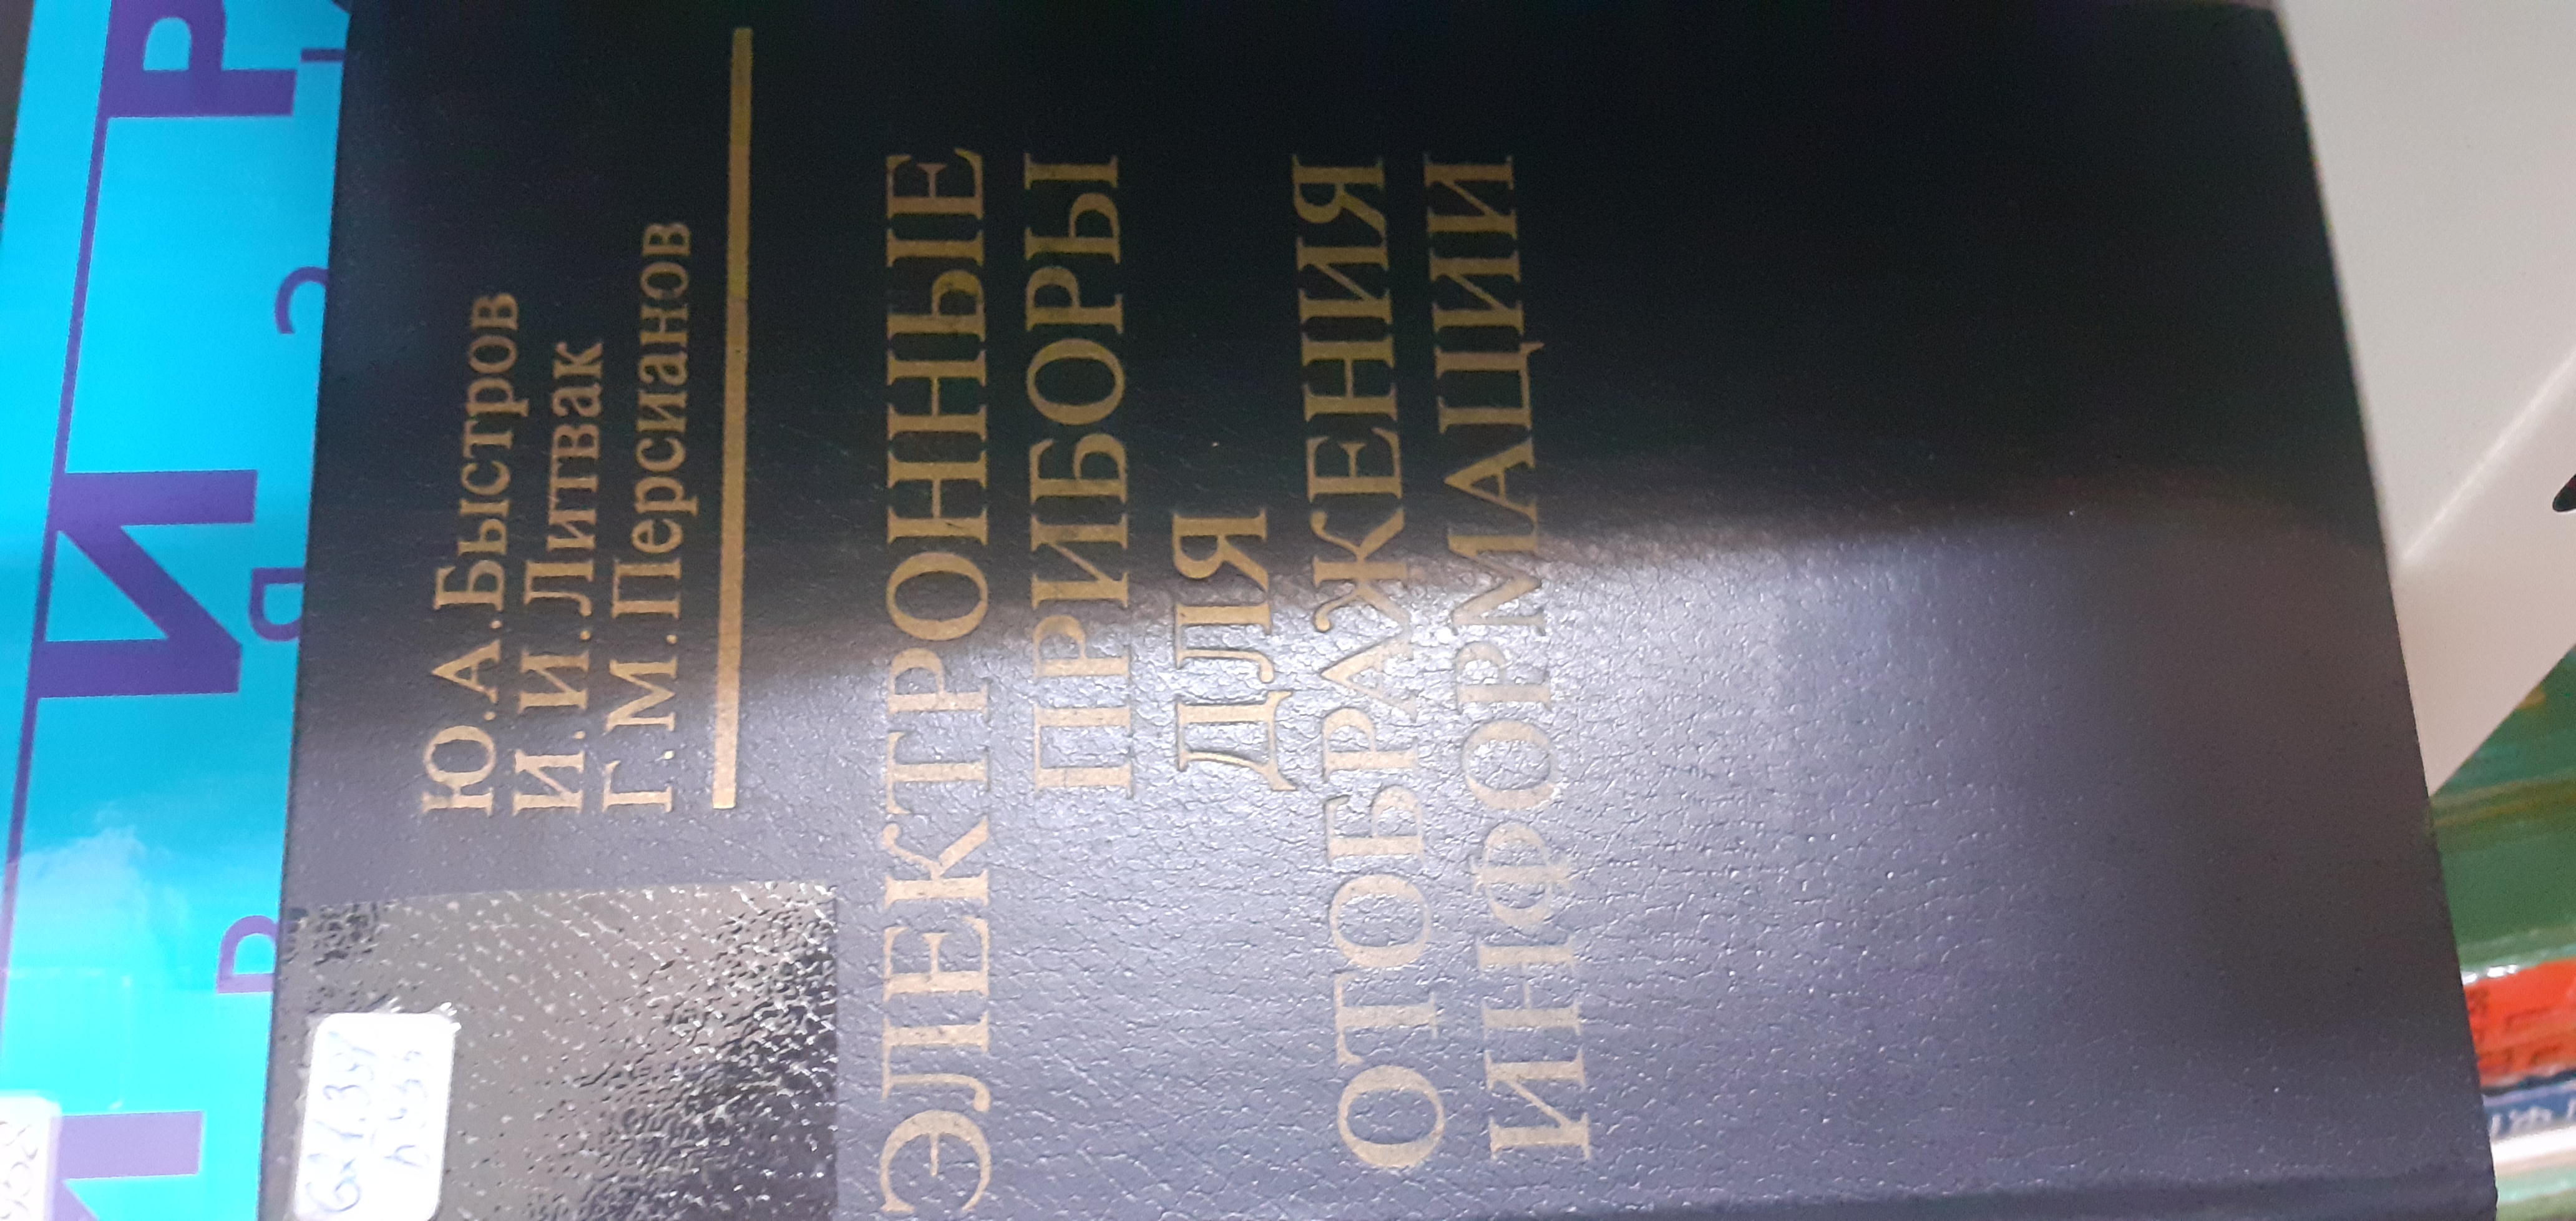 Ю.А.Быстров
И.И.Литвак
Г.М.Персианов
ЭЛЕКТРОННЫЕ
ПРИБОРЫ
ДЛЯ
ОТОБРАЖЕНИЯ
ИНФОРМАЦИИ